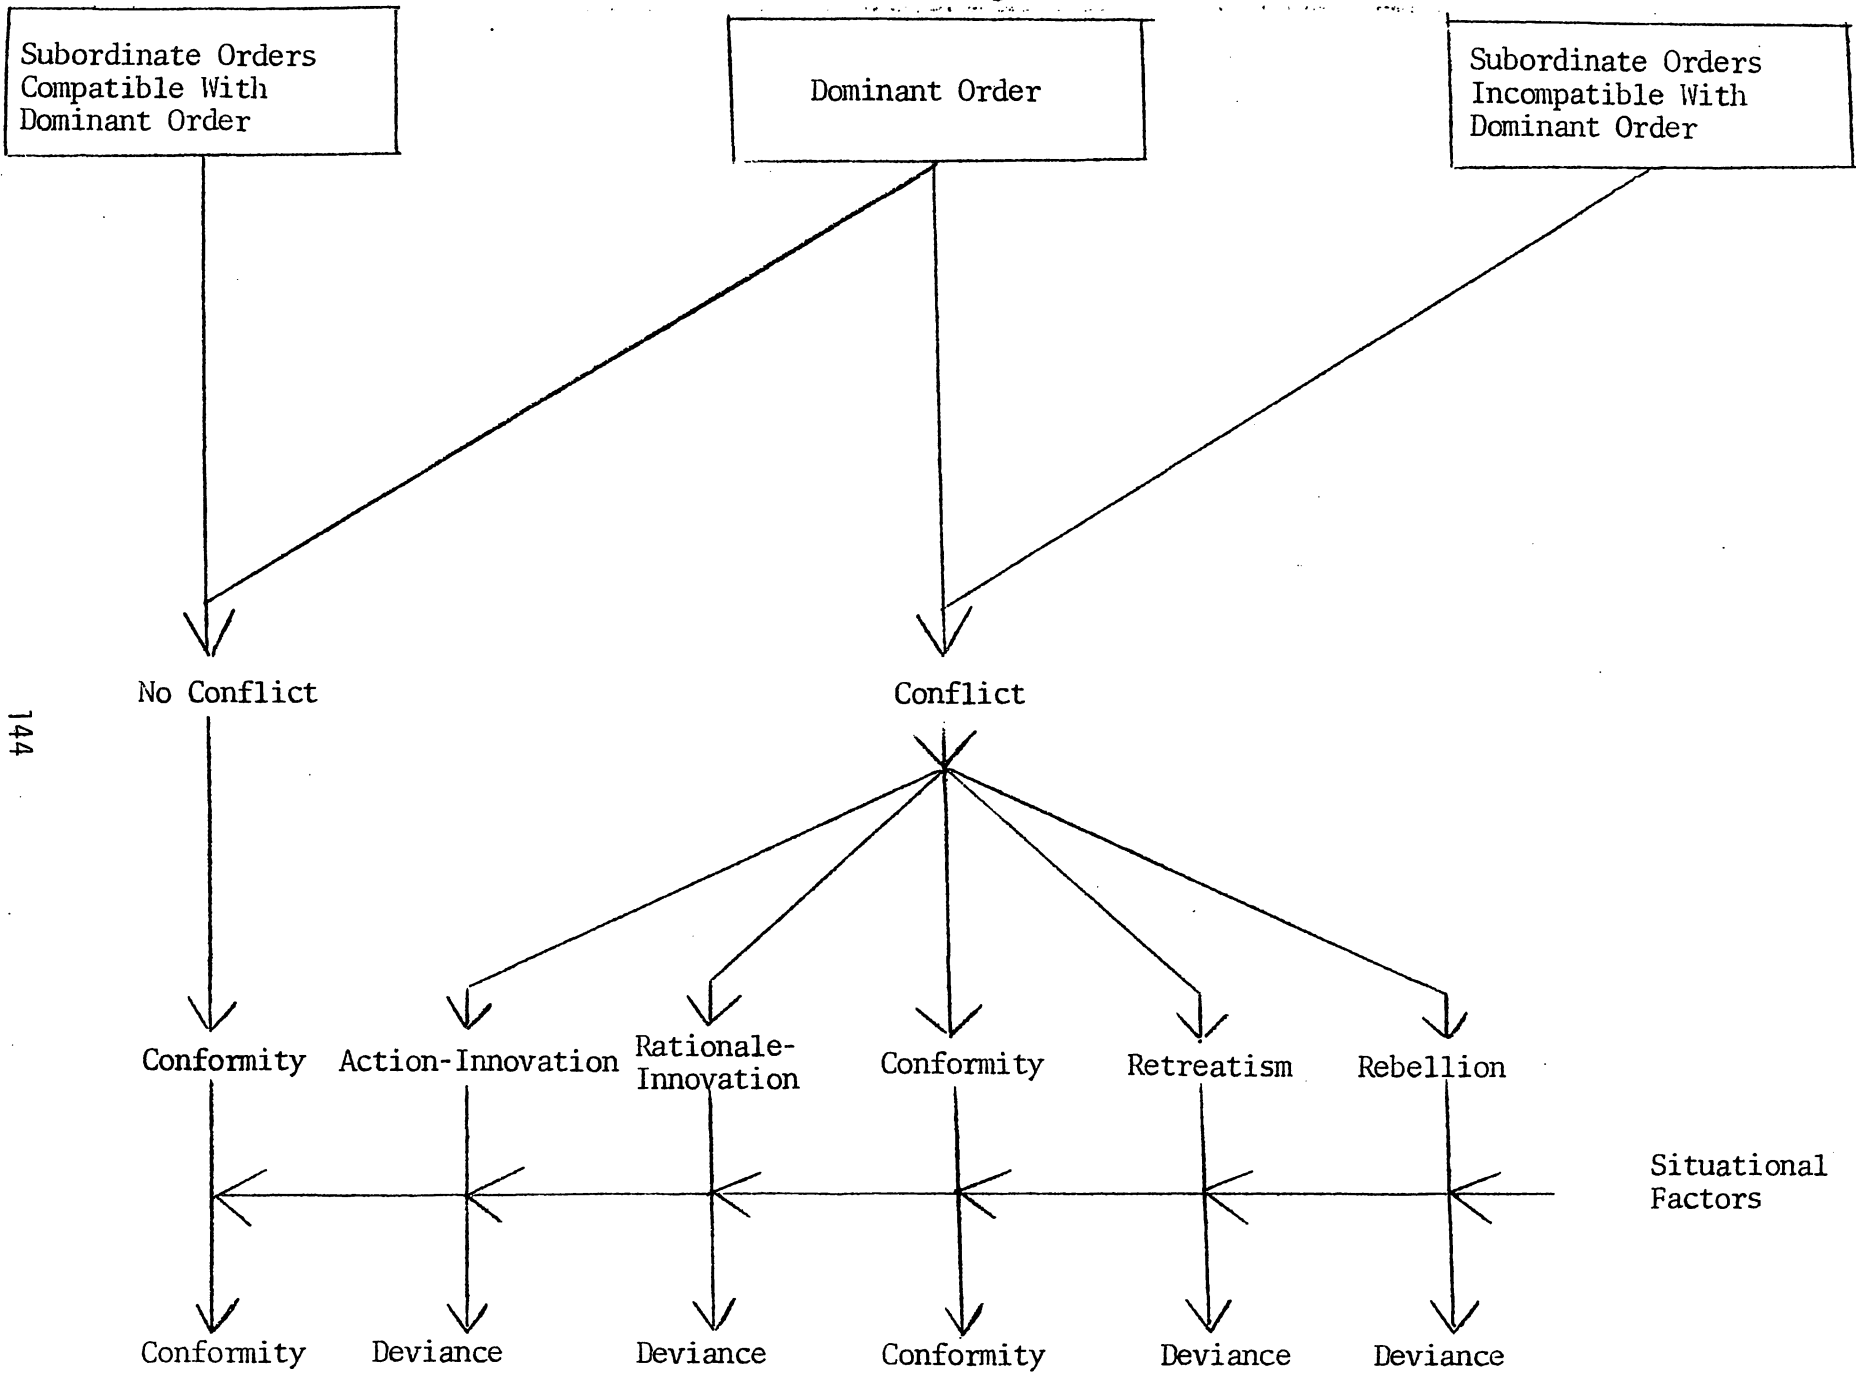 Subordinate Orders
Compatible With
Dominant Order
Dominant Order
Subordinate Orders
Incompatible With
Dominant Order
No Conflict
Conflict
144
Conformity
Action-Innovation
Rationale-
Innovation
Conformity
Retreatism
Rebellion
Situational
Factors
Conformity
Deviance
Deviance
Conformity
Deviance
Deviance